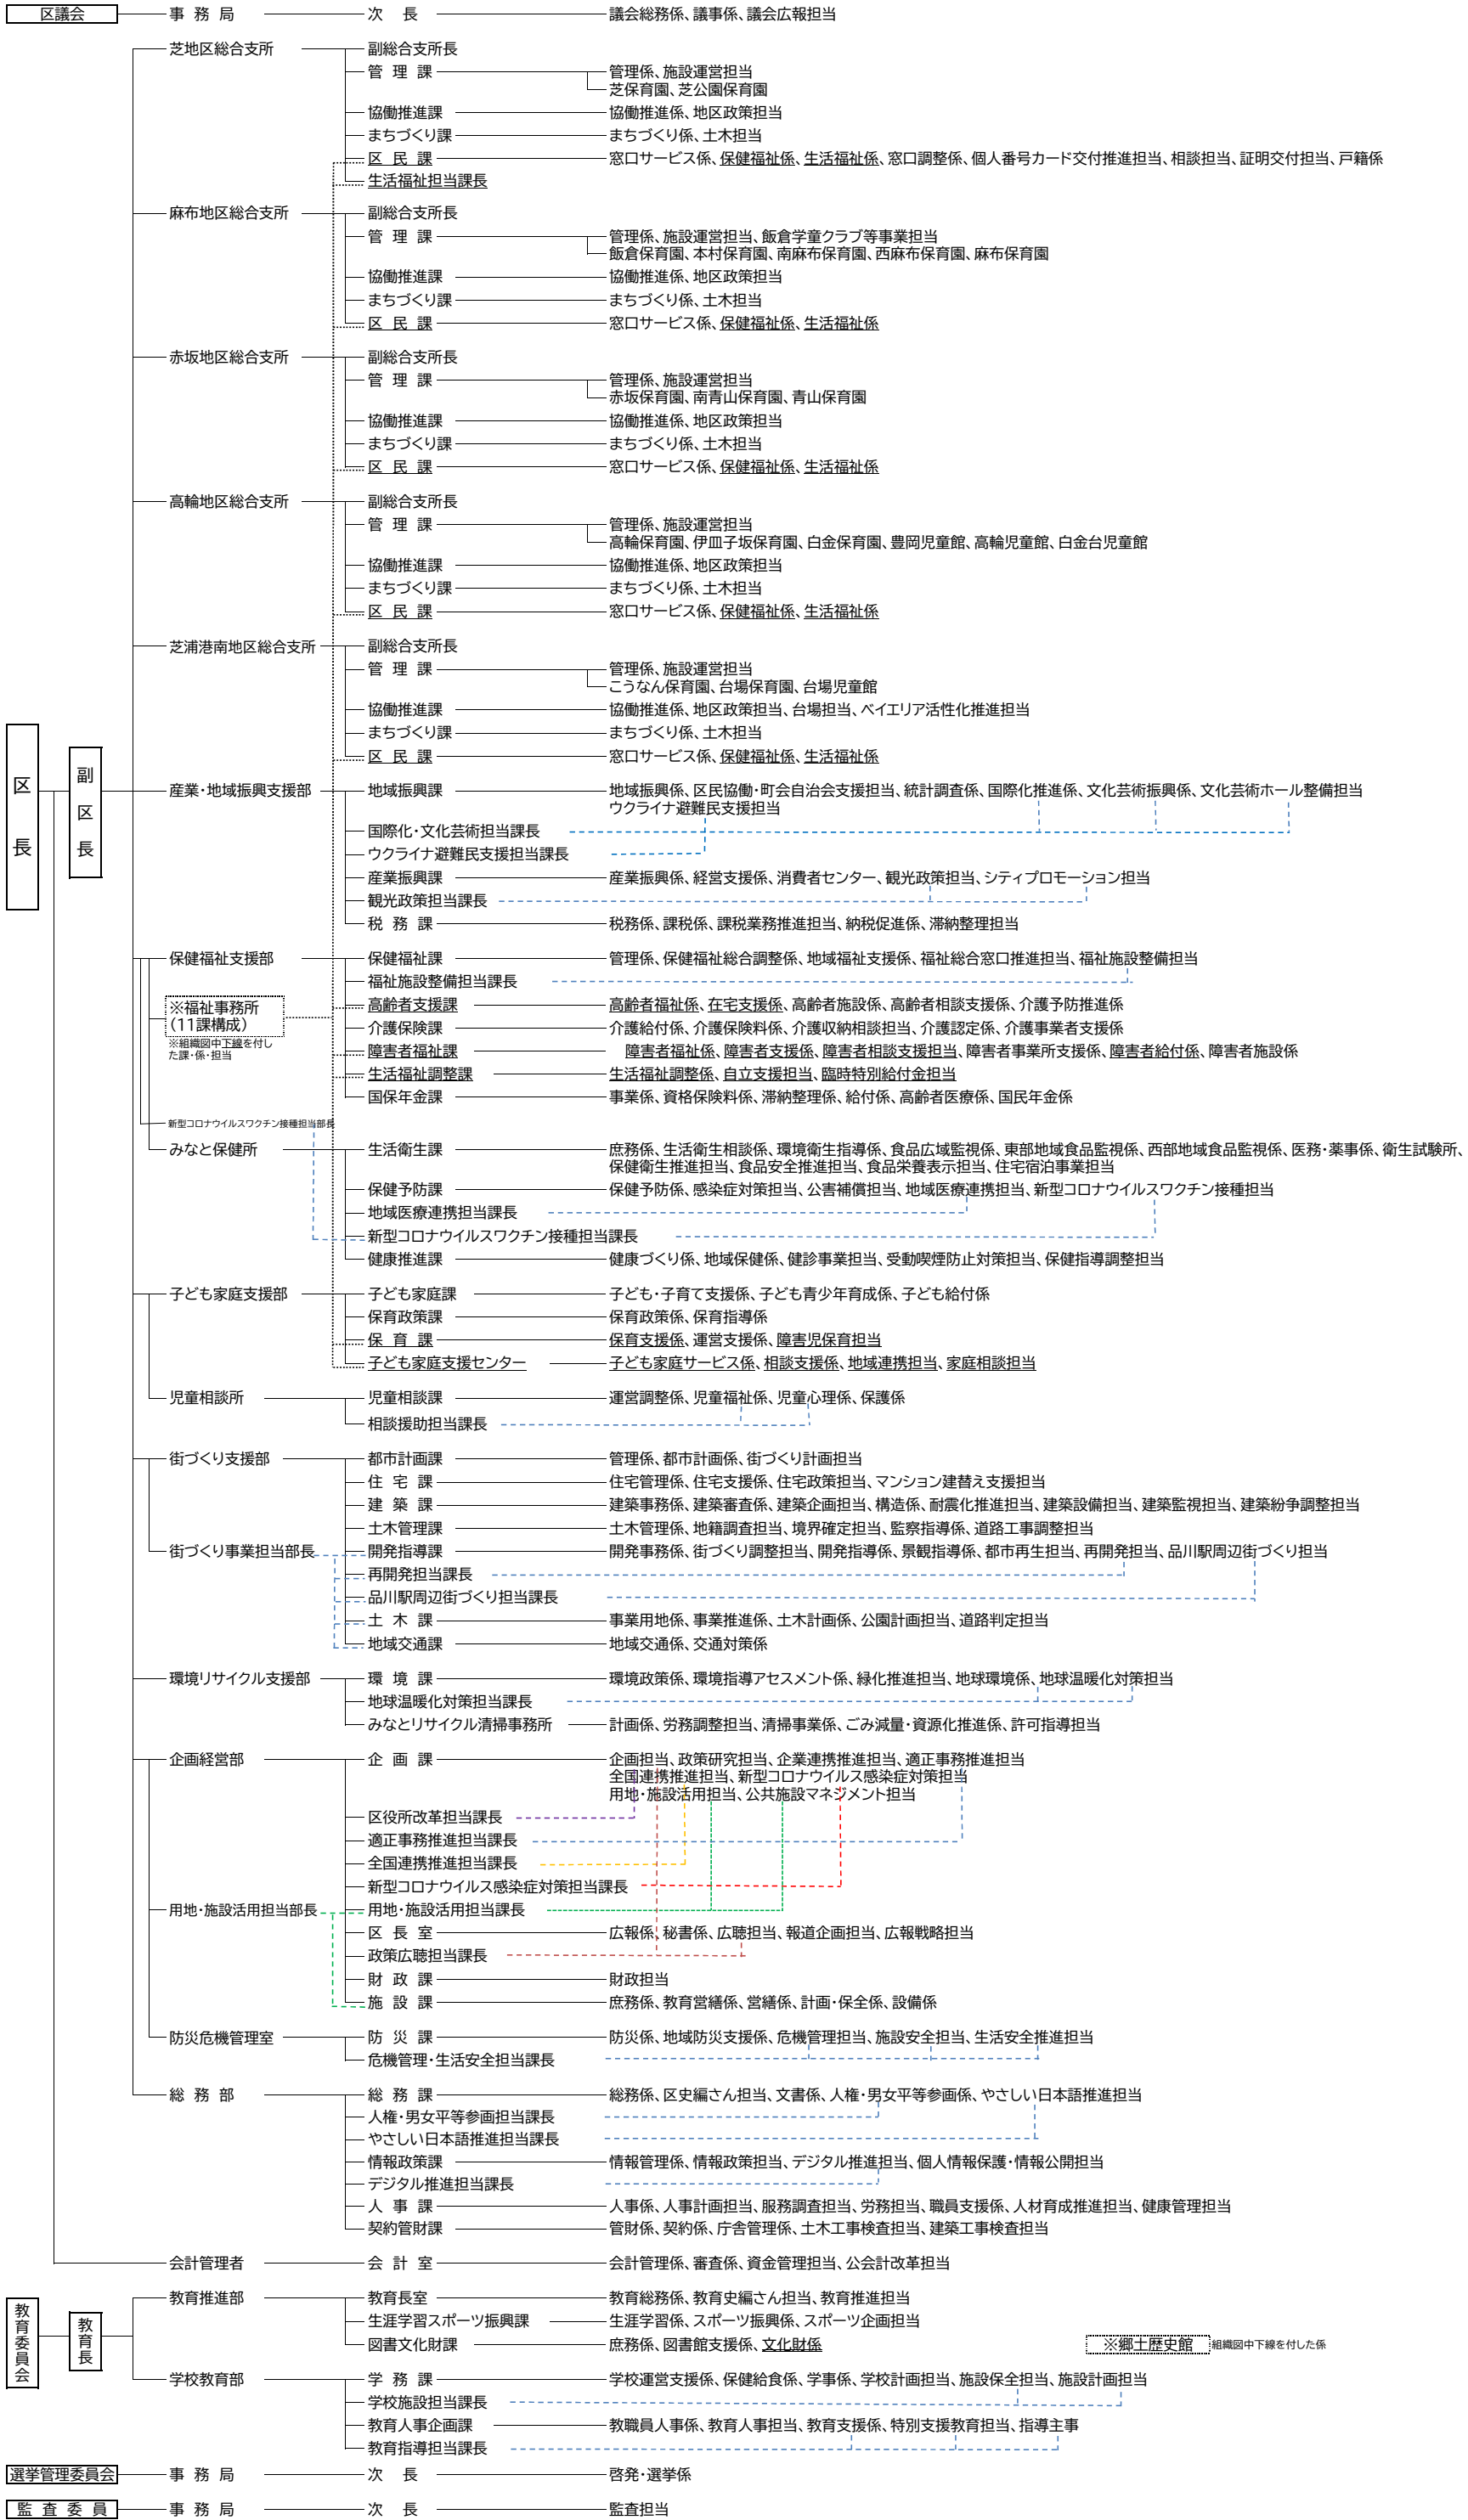 区議会 事務局 次長 議会総務係、議事係、議会広報担当
芝地区総合支所 副総合支所長
管理課 管理係、施設運営担当
芝保育園、芝公園保育園
協働推進課 協働推進係、地区政策担当
まちづくり課 まちづくり係、土木担当
区民課 窓口サービス係、保健福祉係、生活福祉係、窓口調整係、個人番号カード交付推進担当、相談担当、証明交付担当、戸籍係
生活福祉担当課長
麻布地区総合支所 副総合支所長
管理課 管理係、施設運営担当、飯倉学童クラブ等事業担当
飯倉保育園、本村保育園、南麻布保育園、西麻布保育園、麻布保育園
協働推進課 協働推進係、地区政策担当
まちづくり課 まちづくり係、土木担当
区民課 窓口サービス係、保健福祉係、生活福祉係
赤坂地区総合支所 副総合支所長
管理課 管理係、施設運営担当
赤坂保育園、南青山保育園、青山保育園
協働推進課 協働推進係、地区政策担当
まちづくり課 まちづくり係、土木担当
区民課 窓口サービス係、保健福祉係、生活福祉係
高輪地区総合支所 副総合支所長
管理課 管理係、施設運営担当
高輪保育園、伊皿子坂保育園、白金保育園、豊岡児童館、高輪児童館、白金台児童館
協働推進課 協働推進係、地区政策担当
まちづくり課 まちづくり係、土木担当
区民課 窓口サービス係、保健福祉係、生活福祉係
芝浦港南地区総合支所 副総合支所長
管理課 管理係、施設運営担当
こうなん保育園、台場保育園、台場児童館
協働推進課 協働推進係、地区政策担当、台場担当、ベイエリア活性化推進担当
まちづくり課 まちづくり係、土木担当
区民課 窓口サービス係、保健福祉係、生活福祉係
区長
副区長
産業・地域振興支援部 地域振興課 地域振興係、区民協働・町会自治会支援担当、統計調査係、国際化推進係、文化芸術振興係、文化芸術ホール整備担当
ウクライナ避難民支援担当
国際化・文化芸術担当課長
ウクライナ避難民支援担当課長
産業振興課 産業振興係、経営支援係、消費者センター、観光政策担当、シティプロモーション担当
観光政策担当課長
税務課 税務係、課税係、課税業務推進担当、納税促進係、滞納整理担当
保健福祉支援部 保健福祉課 管理係、保健福祉総合調整係、地域福祉支援係、福祉総合窓口推進担当、福祉施設整備担当
福祉施設整備担当課長
※福祉事務所
（11課構成）
※組織図中下線を付し
た課・係・担当
高齢者支援課 高齢者福祉係、在宅支援係、高齢者施設係、高齢者相談支援係、介護予防推進係
介護保険課 介護給付係、介護保険料係、介護収納相談担当、介護認定係、介護事業者支援係
障害者福祉課 障害者福祉係、障害者支援係、障害者相談支援担当、障害者事業所支援係、障害者給付係、障害者施設係
生活福祉調整課 生活福祉調整係、自立支援担当、臨時特別給付金担当
国保年金課 事業係、資格保険料係、滞納整理係、給付係、高齢者医療係、国民年金係
新型コロナウイルスワクチン接種担当部長
みなと保健所 生活衛生課 庶務係、生活衛生相談係、環境衛生指導係、食品広域監視係、東部地域食品監視係、西部地域食品監視係、医務・薬事係、衛生試験所、
保健衛生推進担当、食品安全推進担当、食品栄養表示担当、住宅宿泊事業担当
保健予防課 保健予防係、感染症対策担当、公害補償担当、地域医療連携担当、新型コロナウイルスワクチン接種担当
地域医療連携担当課長
新型コロナウイルスワクチン接種担当課長
健康推進課 健康づくり係、地域保健係、健診事業担当、受動喫煙防止対策担当、保健指導調整担当
子ども家庭支援部 子ども家庭課 子ども・子育て支援係、子ども青少年育成係、子ども給付係
保育政策課 保育政策係、保育指導係
保育課 保育支援係、運営支援係、障害児保育担当
子ども家庭支援センター 子ども家庭サービス係、相談支援係、地域連携担当、家庭相談担当
児童相談所 児童相談課 運営調整係、児童福祉係、児童心理係、保護係
相談援助担当課長
街づくり支援部 都市計画課 管理係、都市計画係、街づくり計画担当
住宅課 住宅管理係、住宅支援係、住宅政策担当、マンション建替え支援担当
建築課 建築事務係、建築審査係、建築企画担当、構造係、耐震化推進担当、建築設備担当、建築監視担当、建築紛争調整担当
土木管理課 土木管理係、地籍調査担当、境界確定担当、監察指導係、道路工事調整担当
街づくり事業担当部長 開発指導課 開発事務係、街づくり調整担当、開発指導係、景観指導係、都市再生担当、再開発担当、品川駅周辺街づくり担当
再開発担当課長
品川駅周辺街づくり担当課長
土木課 事業用地係、事業推進係、土木計画係、公園計画担当、道路判定担当
地域交通課 地域交通係、交通対策係
環境リサイクル支援部 環境課 環境政策係、環境指導アセスメント係、緑化推進担当、地球環境係、地球温暖化対策担当
地球温暖化対策担当課長
みなとリサイクル清掃事務所 計画係、労務調整担当、清掃事業係、ごみ減量・資源化推進係、許可指導担当
企画経営部 企画課 企画担当、政策研究担当、企業連携推進担当、適正事務推進担当
全国連携推進担当、新型コロナウイルス感染症対策担当
用地・施設活用担当、公共施設マネジメント担当
区役所改革担当課長
適正事務推進担当課長
全国連携推進担当課長
新型コロナウイルス感染症対策担当課長
用地・施設活用担当部長 用地・施設活用担当課長
区長室 広報係、秘書係、広聴担当、報道企画担当、広報戦略担当
政策広聴担当課長
財政課 財政担当
施設課 庶務係、教育営繕係、営繕係、計画・保全係、設備係
防災危機管理室 防災課 防災係、地域防災支援係、危機管理担当、施設安全担当、生活安全推進担当
危機管理・生活安全担当課長
総務部 総務課 総務係、区史編さん担当、文書係、人権・男女平等参画係、やさしい日本語推進担当
人権・男女平等参画担当課長
やさしい日本語推進担当課長
情報政策課 情報管理係、情報政策担当、デジタル推進担当、個人情報保護・情報公開担当
デジタル推進担当課長
人事課 人事係、人事計画担当、服務調査担当、労務担当、職員支援係、人材育成推進担当、健康管理担当
契約管財課 管財係、契約係、庁舎管理係、土木工事検査担当、建築工事検査担当
会計管理者 会計室 会計管理係、審査係、資金管理担当、公会計改革担当
教育委員会
教育長
教育推進部 教育長室 教育総務係、教育史編さん担当、教育推進担当
生涯学習スポーツ振興課 生涯学習係、スポーツ振興係、スポーツ企画担当
図書文化財課 庶務係、図書館支援係、文化財係 ※郷土歴史館 組織図中下線を付した係
学校教育部 学務課 学校運営支援係、保健給食係、学事係、学校計画担当、施設保全担当、施設計画担当
学校施設担当課長
教育人事企画課 教職員人事係、教育人事担当、教育支援係、特別支援教育担当、指導主事
教育指導担当課長
選挙管理委員会 事務局 次長 啓発・選挙係
監査委員 事務局 次長 監査担当